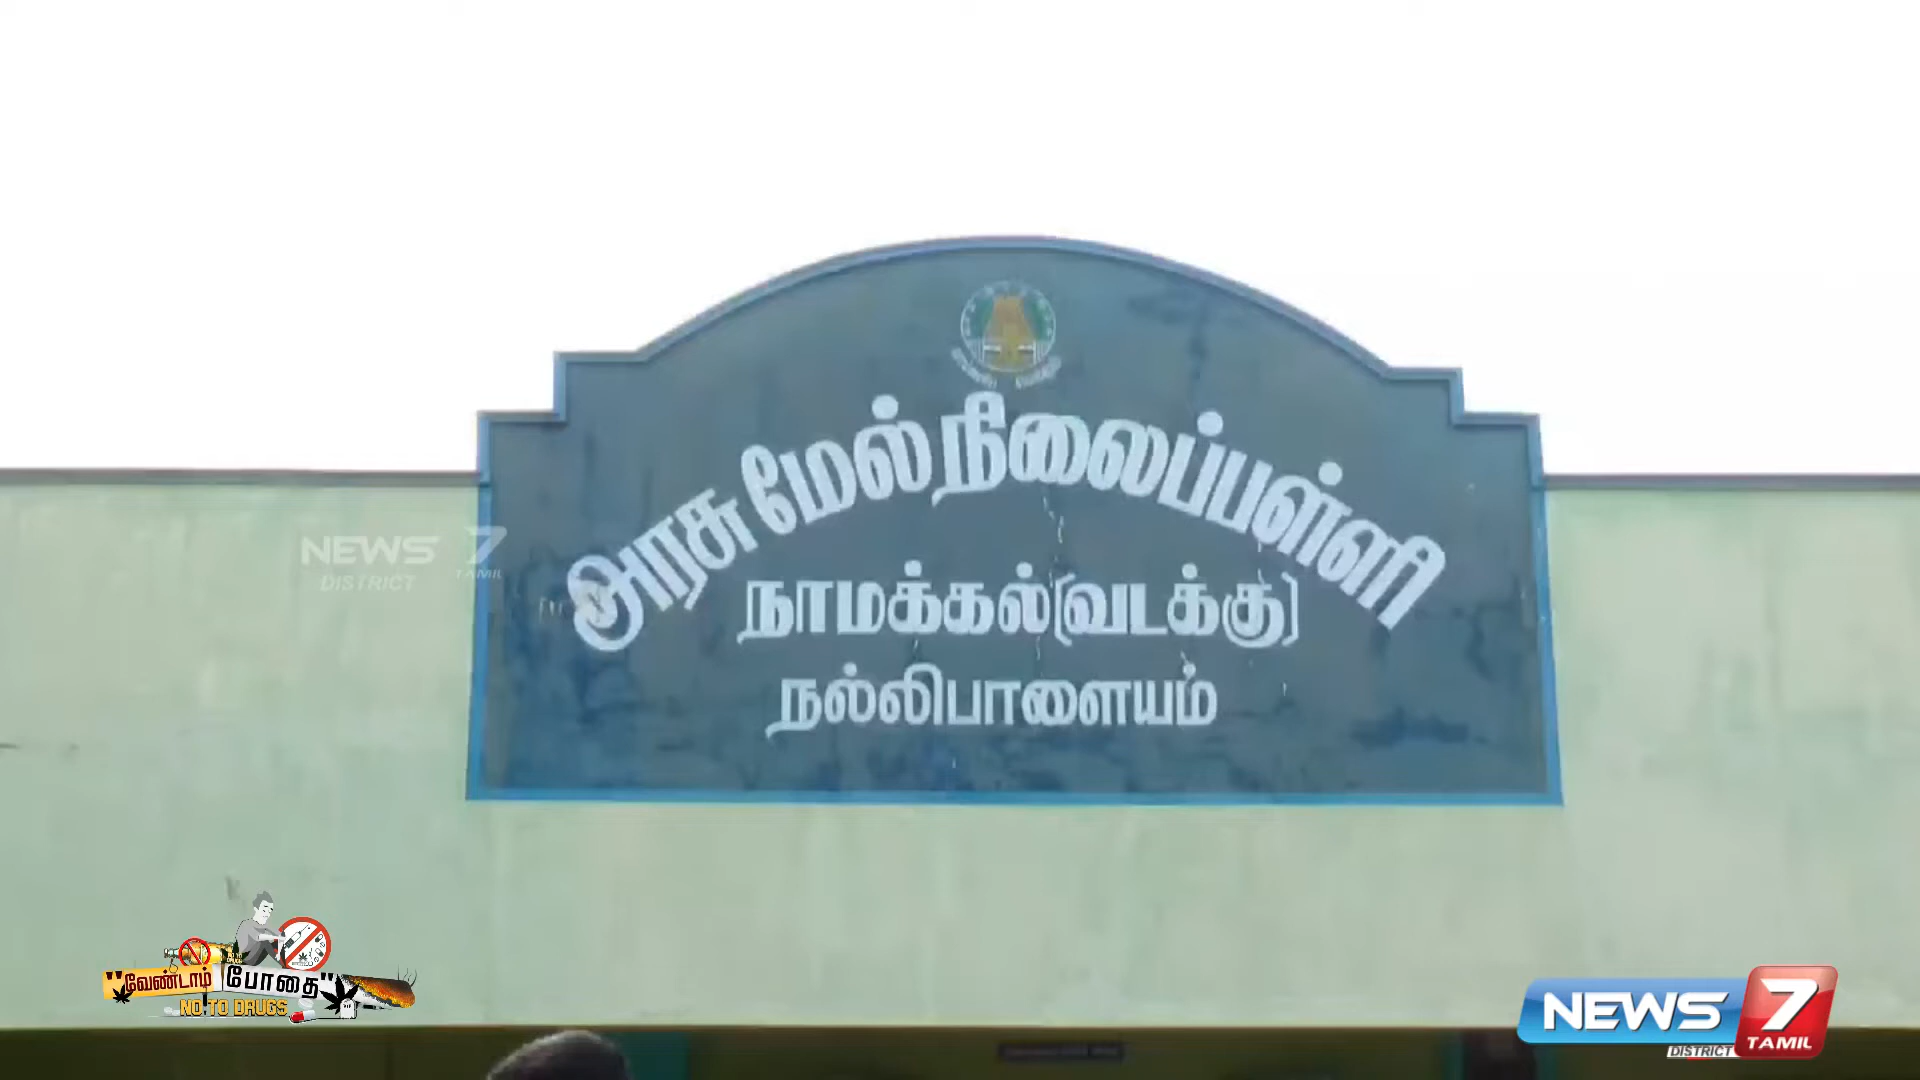 அரசு மேல்நிலைப்பள்ளி
நாமக்கல்(வடக்கு)
நல்லிபாளையம்
NEWS 7
DISTRICT TAMIL
"வேண்டாம் போதை"
NO TO DRUGS
NEWS 7
DISTRICT TAMIL